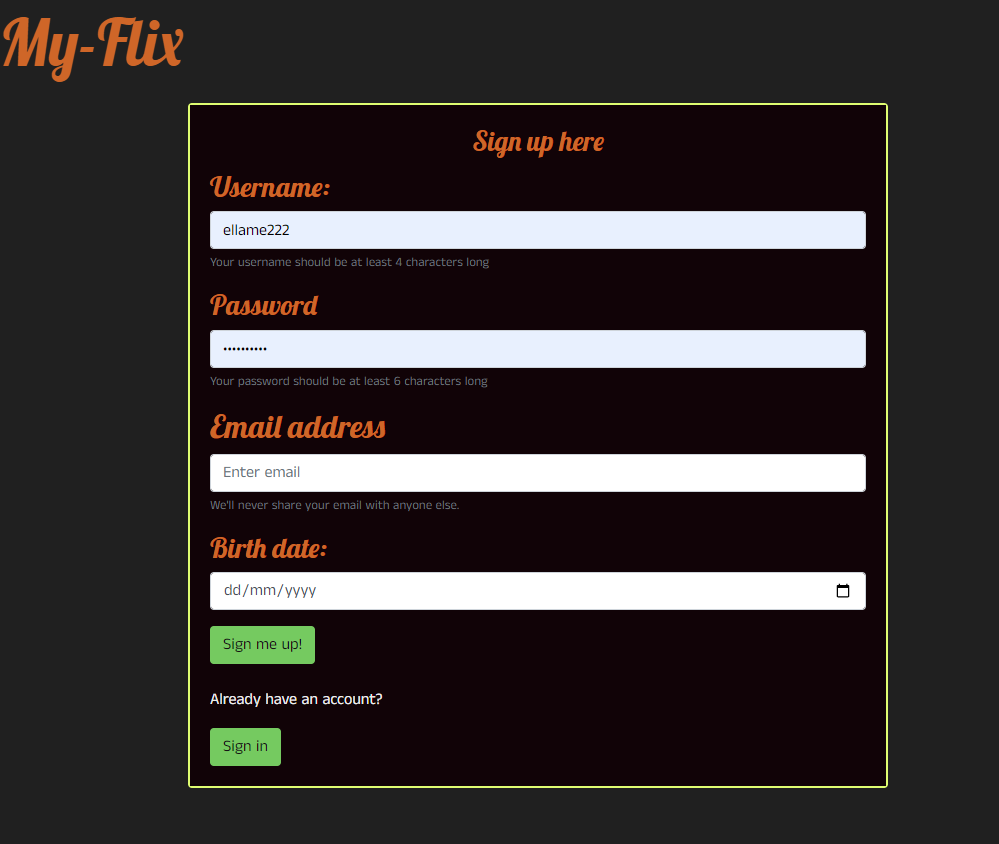 My-Flix
Sign up here
Username:
ellame222
Your username should be at least 4 characters long
Password
••••••••••
Your password should be at least 6 characters long
Email address
Enter email
We'll never share your email with anyone else.
Birth date:
dd/mm/yyyy
Sign me up!
Already have an account?
Sign in